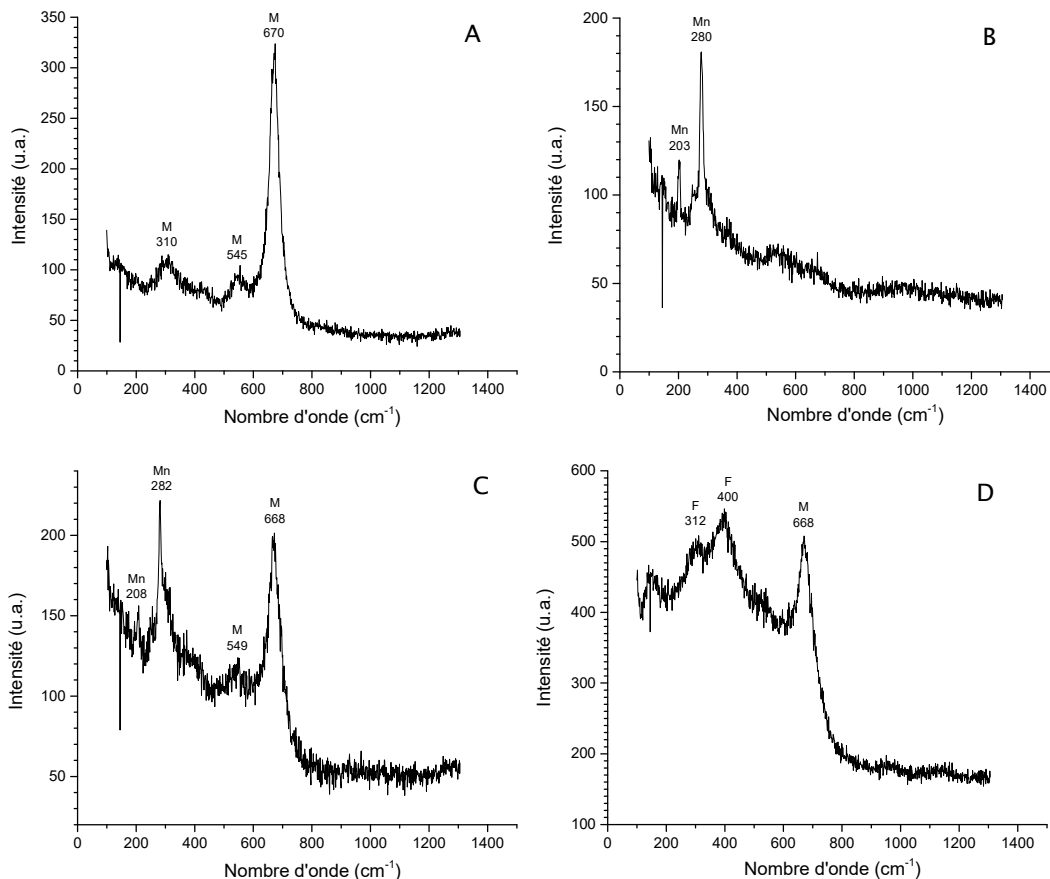 A
M
670
M
310
M
545
350
300
250
200
150
100
50
0
0 200 400 600 800 1000 1200 1400
Intensité (u.a.)
Nombre d'onde (cm⁻¹)
B
Mn
280
Mn
203
200
150
100
50
0
0 200 400 600 800 1000 1200 1400
Intensité (u.a.)
Nombre d'onde (cm⁻¹)
C
Mn
282
M
668
Mn
208
M
549
200
150
100
50
0 200 400 600 800 1000 1200 1400
Intensité (u.a.)
Nombre d'onde (cm⁻¹)
D
F
400
F
312
M
668
600
500
400
300
200
100
0 200 400 600 800 1000 1200 1400
Intensité (u.a.)
Nombre d'onde (cm⁻¹)